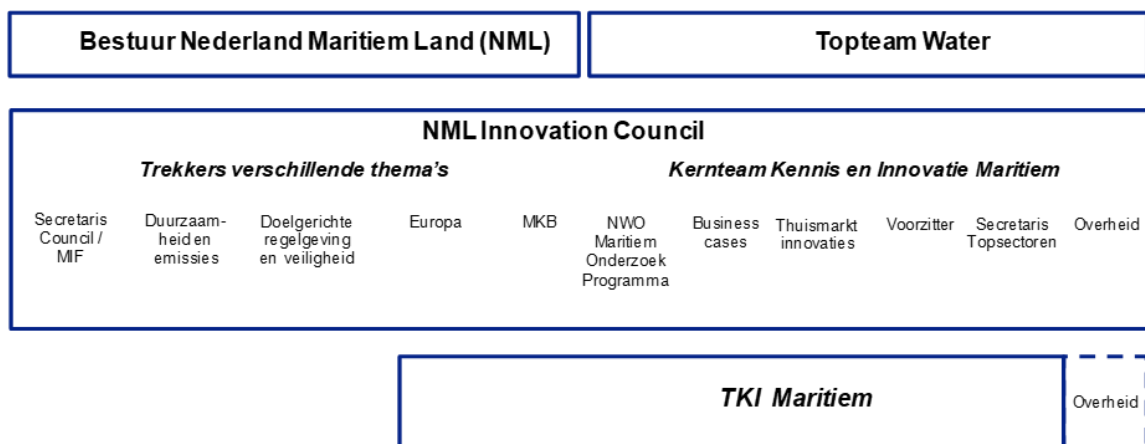 Bestuur Nederland Maritiem Land (NML)
Topteam Water
NML Innovation Council
Trekkers verschillende thema's
Kernteam Kennis en Innovatie Maritiem
Secretaris
Council /
MIF
Duurzaam-
heid en
emissies
Doelgerichte
regelgeving
en veiligheid
Europa
MKB
NWO
Maritiem
Onderzoek
Programma
Business
cases
Thuismarkt
innovaties
Voorzitter
Secretaris
Topsectoren
Overheid
TKI Maritiem
Overheid